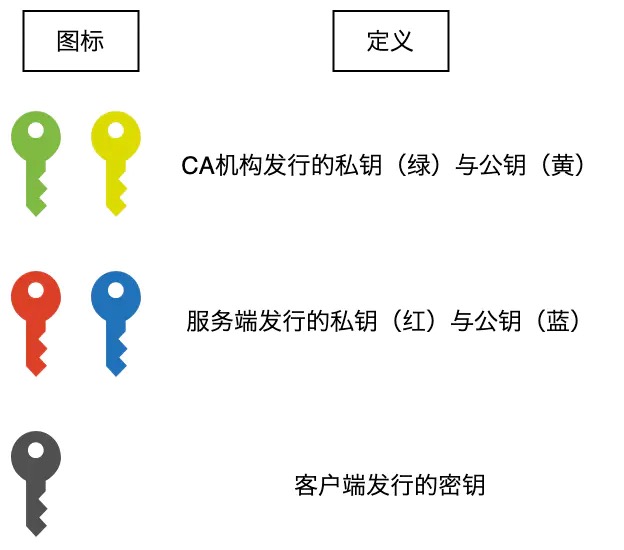 图标
定义
CA机构发行的私钥（绿）与公钥（黄）
服务端发行的私钥（红）与公钥（蓝）
客户端发行的密钥